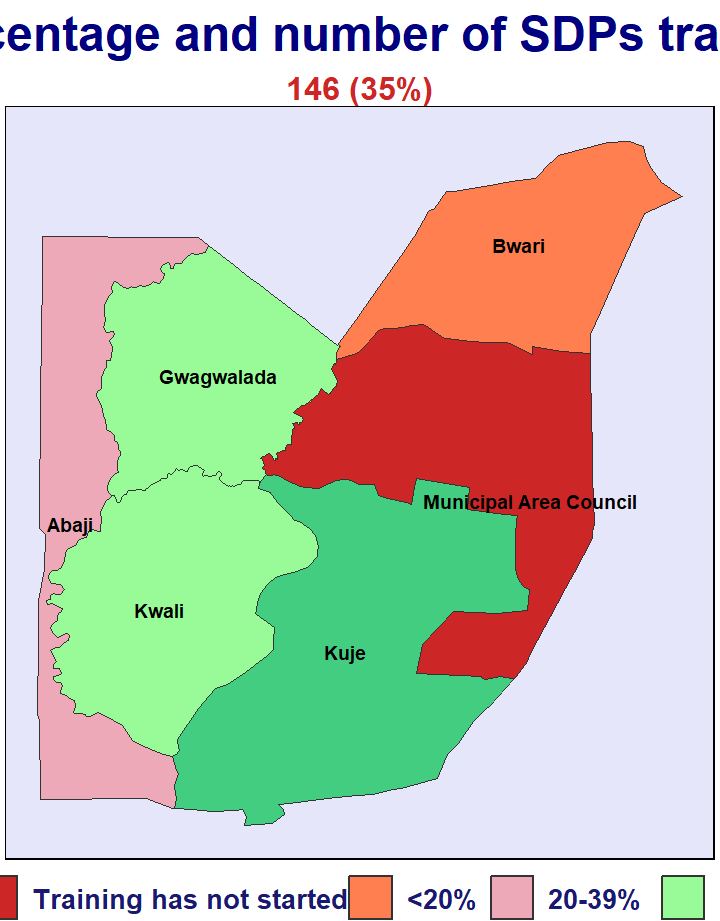 centage and number of SDPs tra
146 (35%)
Bwari
Gwagwalada
Municipal Area Council
Abaji
Kwali
Kuje
Training has not started <20% 20-39%